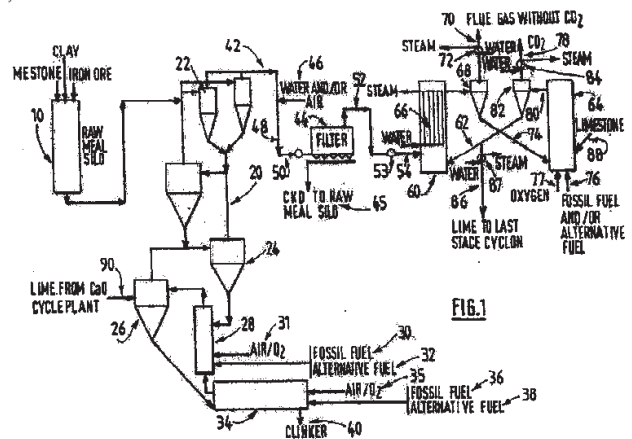 70 FLUE GAS WITHOUT CO2
CLAY
MESTONE IRON ORE
42
46
22
STEAM
72
WATER
CO2
78
STEAM
WATER
84
10
RAW MEAL SILO
WATER AND/OR AIR
44
52
STEAM
68
66
82
80
64
48
FILTER
WATER
62
74
LIMESTONE
88
50
53
54
WATER
STEAM
20
CKD TO RAW MEAL SILO
45
60
86
87
77
OXYGEN
76
FOSSIL FUEL AND/OR ALTERNATIVE FUEL
LIME TO LAST STAGE CYCLON
24
90
LIME FROM CaO CYCLE PLANT
26
28
31
AIR/O2
30
FOSSIL FUEL
ALTERNATIVE FUEL
32
FIG.1
35
AIR/O2
FOSSIL FUEL
36
ALTERNATIVE FUEL
38
34
CLINKER
40